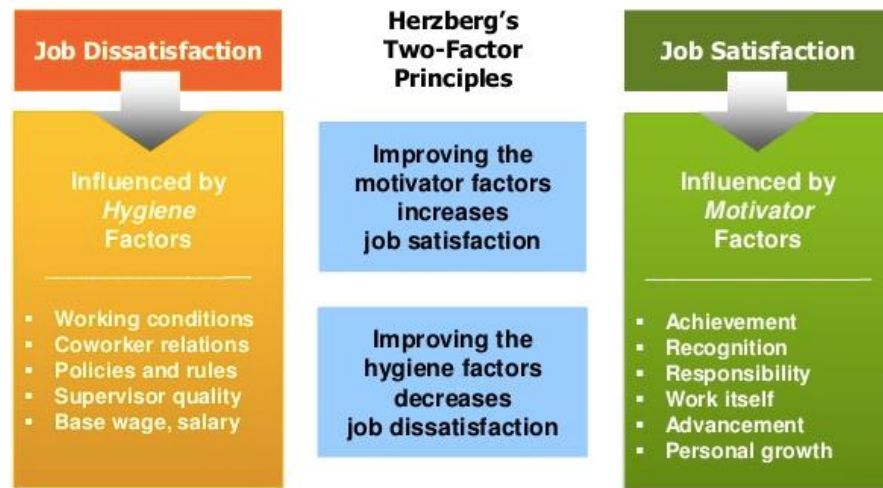 Job Dissatisfaction
Influenced by
Hygiene
Factors
▪ Working conditions
▪ Coworker relations
▪ Policies and rules
▪ Supervisor quality
▪ Base wage, salary
Herzberg's
Two-Factor
Principles
Improving the
motivator factors
increases
job satisfaction
Improving the
hygiene factors
decreases
job dissatisfaction
Job Satisfaction
Influenced by
Motivator
Factors
▪ Achievement
▪ Recognition
▪ Responsibility
▪ Work itself
▪ Advancement
▪ Personal growth